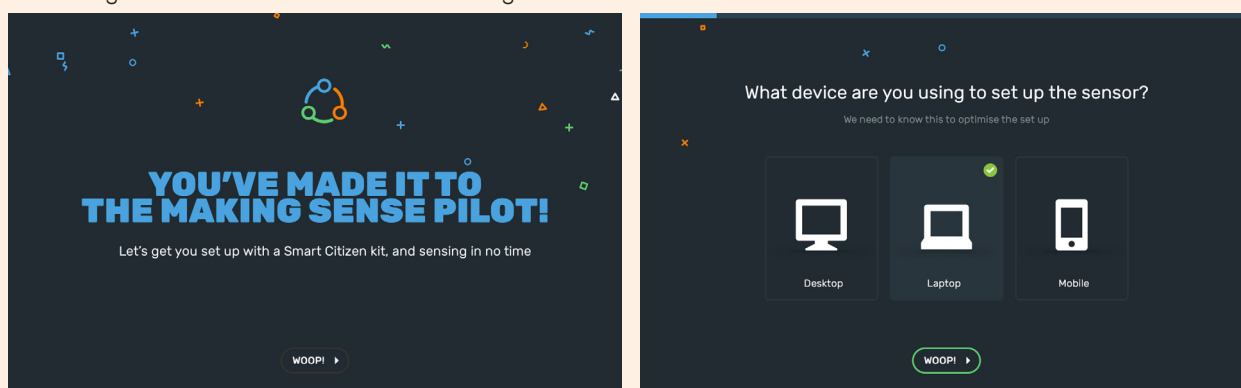 YOU'VE MADE IT TO
THE MAKING SENSE PILOT!
Let's get you set up with a Smart Citizen kit, and sensing in no time
WOOP!
What device are you using to set up the sensor?
We need to know this to optimise the set up
Desktop
Laptop
Mobile
WOOP!